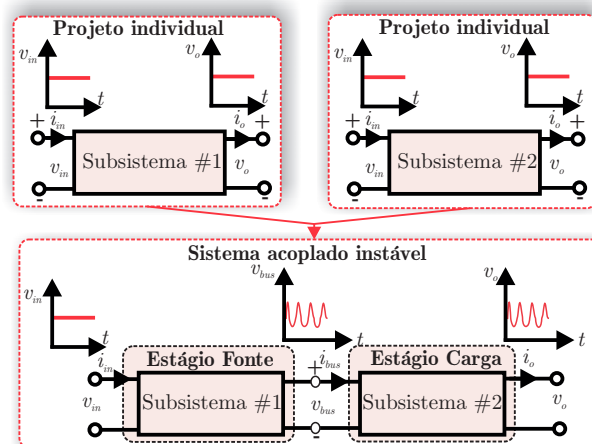 Projeto individual
v_in
v_o
t
t
+ i_in
i_o +
v_in
Subsistema #1
v_o
-
-
Projeto individual
v_in
v_o
t
t
+ i_in
i_o +
v_in
Subsistema #2
v_o
-
-
Sistema acoplado instável
v_in
v_bus
v_o
t
t
t
i_in
Estágio Fonte
+ i_bus
Estágio Carga
i_o
v_in
Subsistema #1
v_bus
Subsistema #2
v_o
-